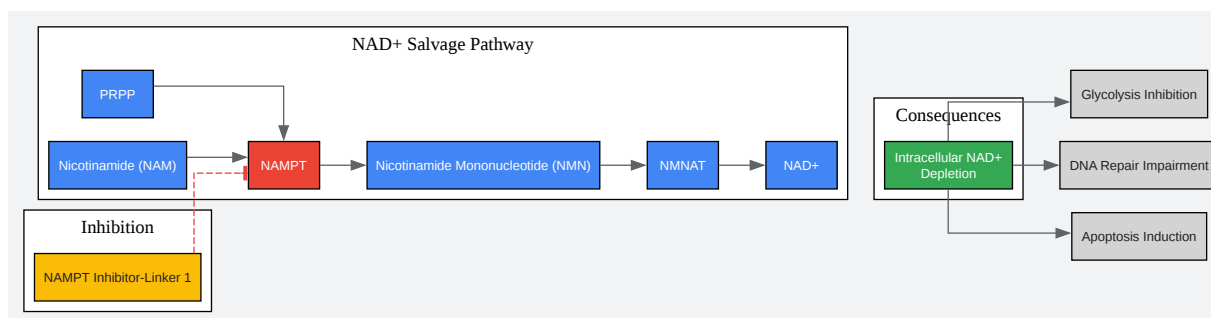 NAD+ Salvage Pathway
PRPP
Nicotinamide (NAM)
NAMPT
Nicotinamide Mononucleotide (NMN)
NMNAT
NAD+
Inhibition
NAMPT Inhibitor-Linker 1
Consequences
Intracellular NAD+
Depletion
Glycolysis Inhibition
DNA Repair Impairment
Apoptosis Induction